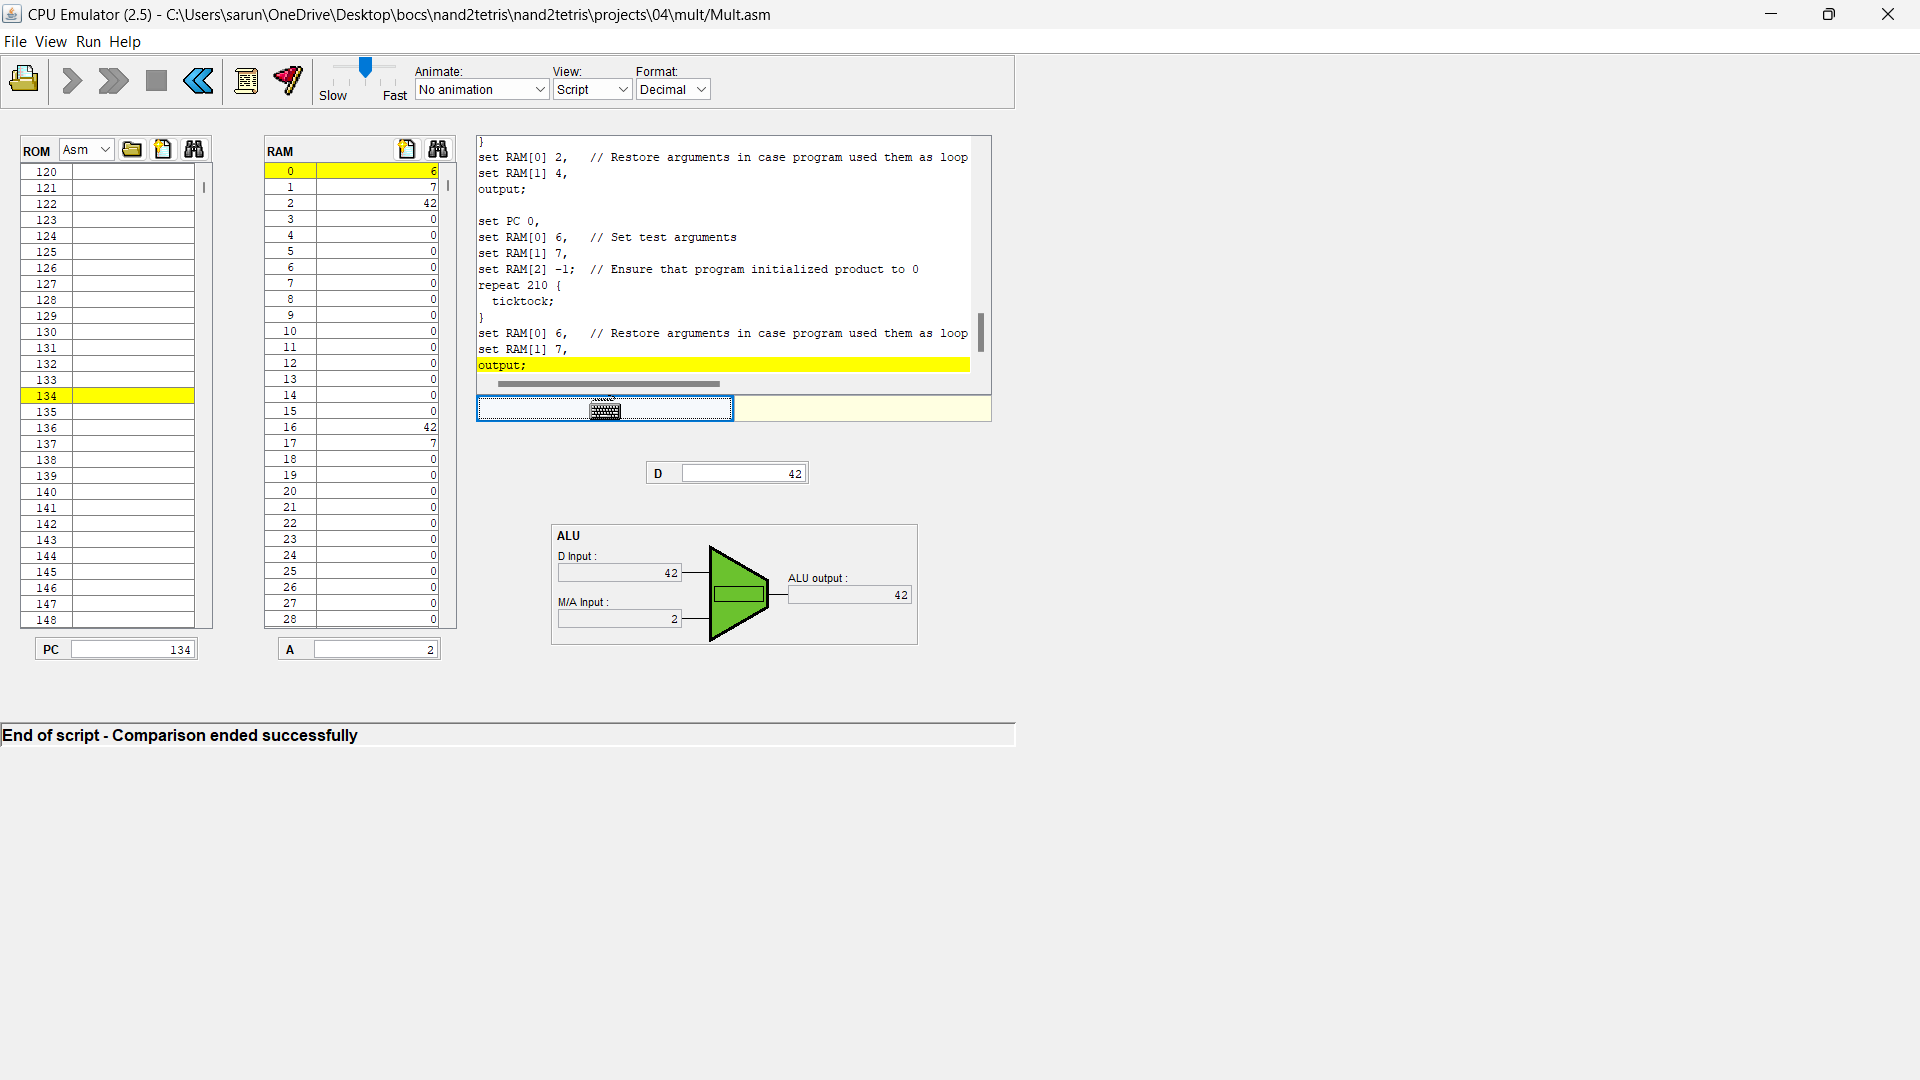 CPU Emulator (2.5) - C:\Users\sarun\OneDrive\Desktop\bocs\nand2tetris\nand2tetris\projects\04\mult/Mult.asm
File View Run Help
Slow Fast
Animate:
No animation
View:
Script
Format:
Decimal
ROM Asm
120
121
122
123
124
125
126
127
128
129
130
131
132
133
134
135
136
137
138
139
140
141
142
143
144
145
146
147
148
PC 134
RAM
0 6
1 7
2 42
3 0
4 0
5 0
6 0
7 0
8 0
9 0
10 0
11 0
12 0
13 0
14 0
15 0
16 42
17 7
18 0
19 0
20 0
21 0
22 0
23 0
24 0
25 0
26 0
27 0
28 0
A 2
}
set RAM[0] 2,   // Restore arguments in case program used them as loop
set RAM[1] 4,
output;
set PC 0,
set RAM[0] 6,   // Set test arguments
set RAM[1] 7,
set RAM[2] -1;  // Ensure that program initialized product to 0
repeat 210 {
  ticktock;
}
set RAM[0] 6,   // Restore arguments in case program used them as loop
set RAM[1] 7,
output;
D 42
ALU
D Input :
42
M/A Input :
2
ALU output :
42
End of script - Comparison ended successfully